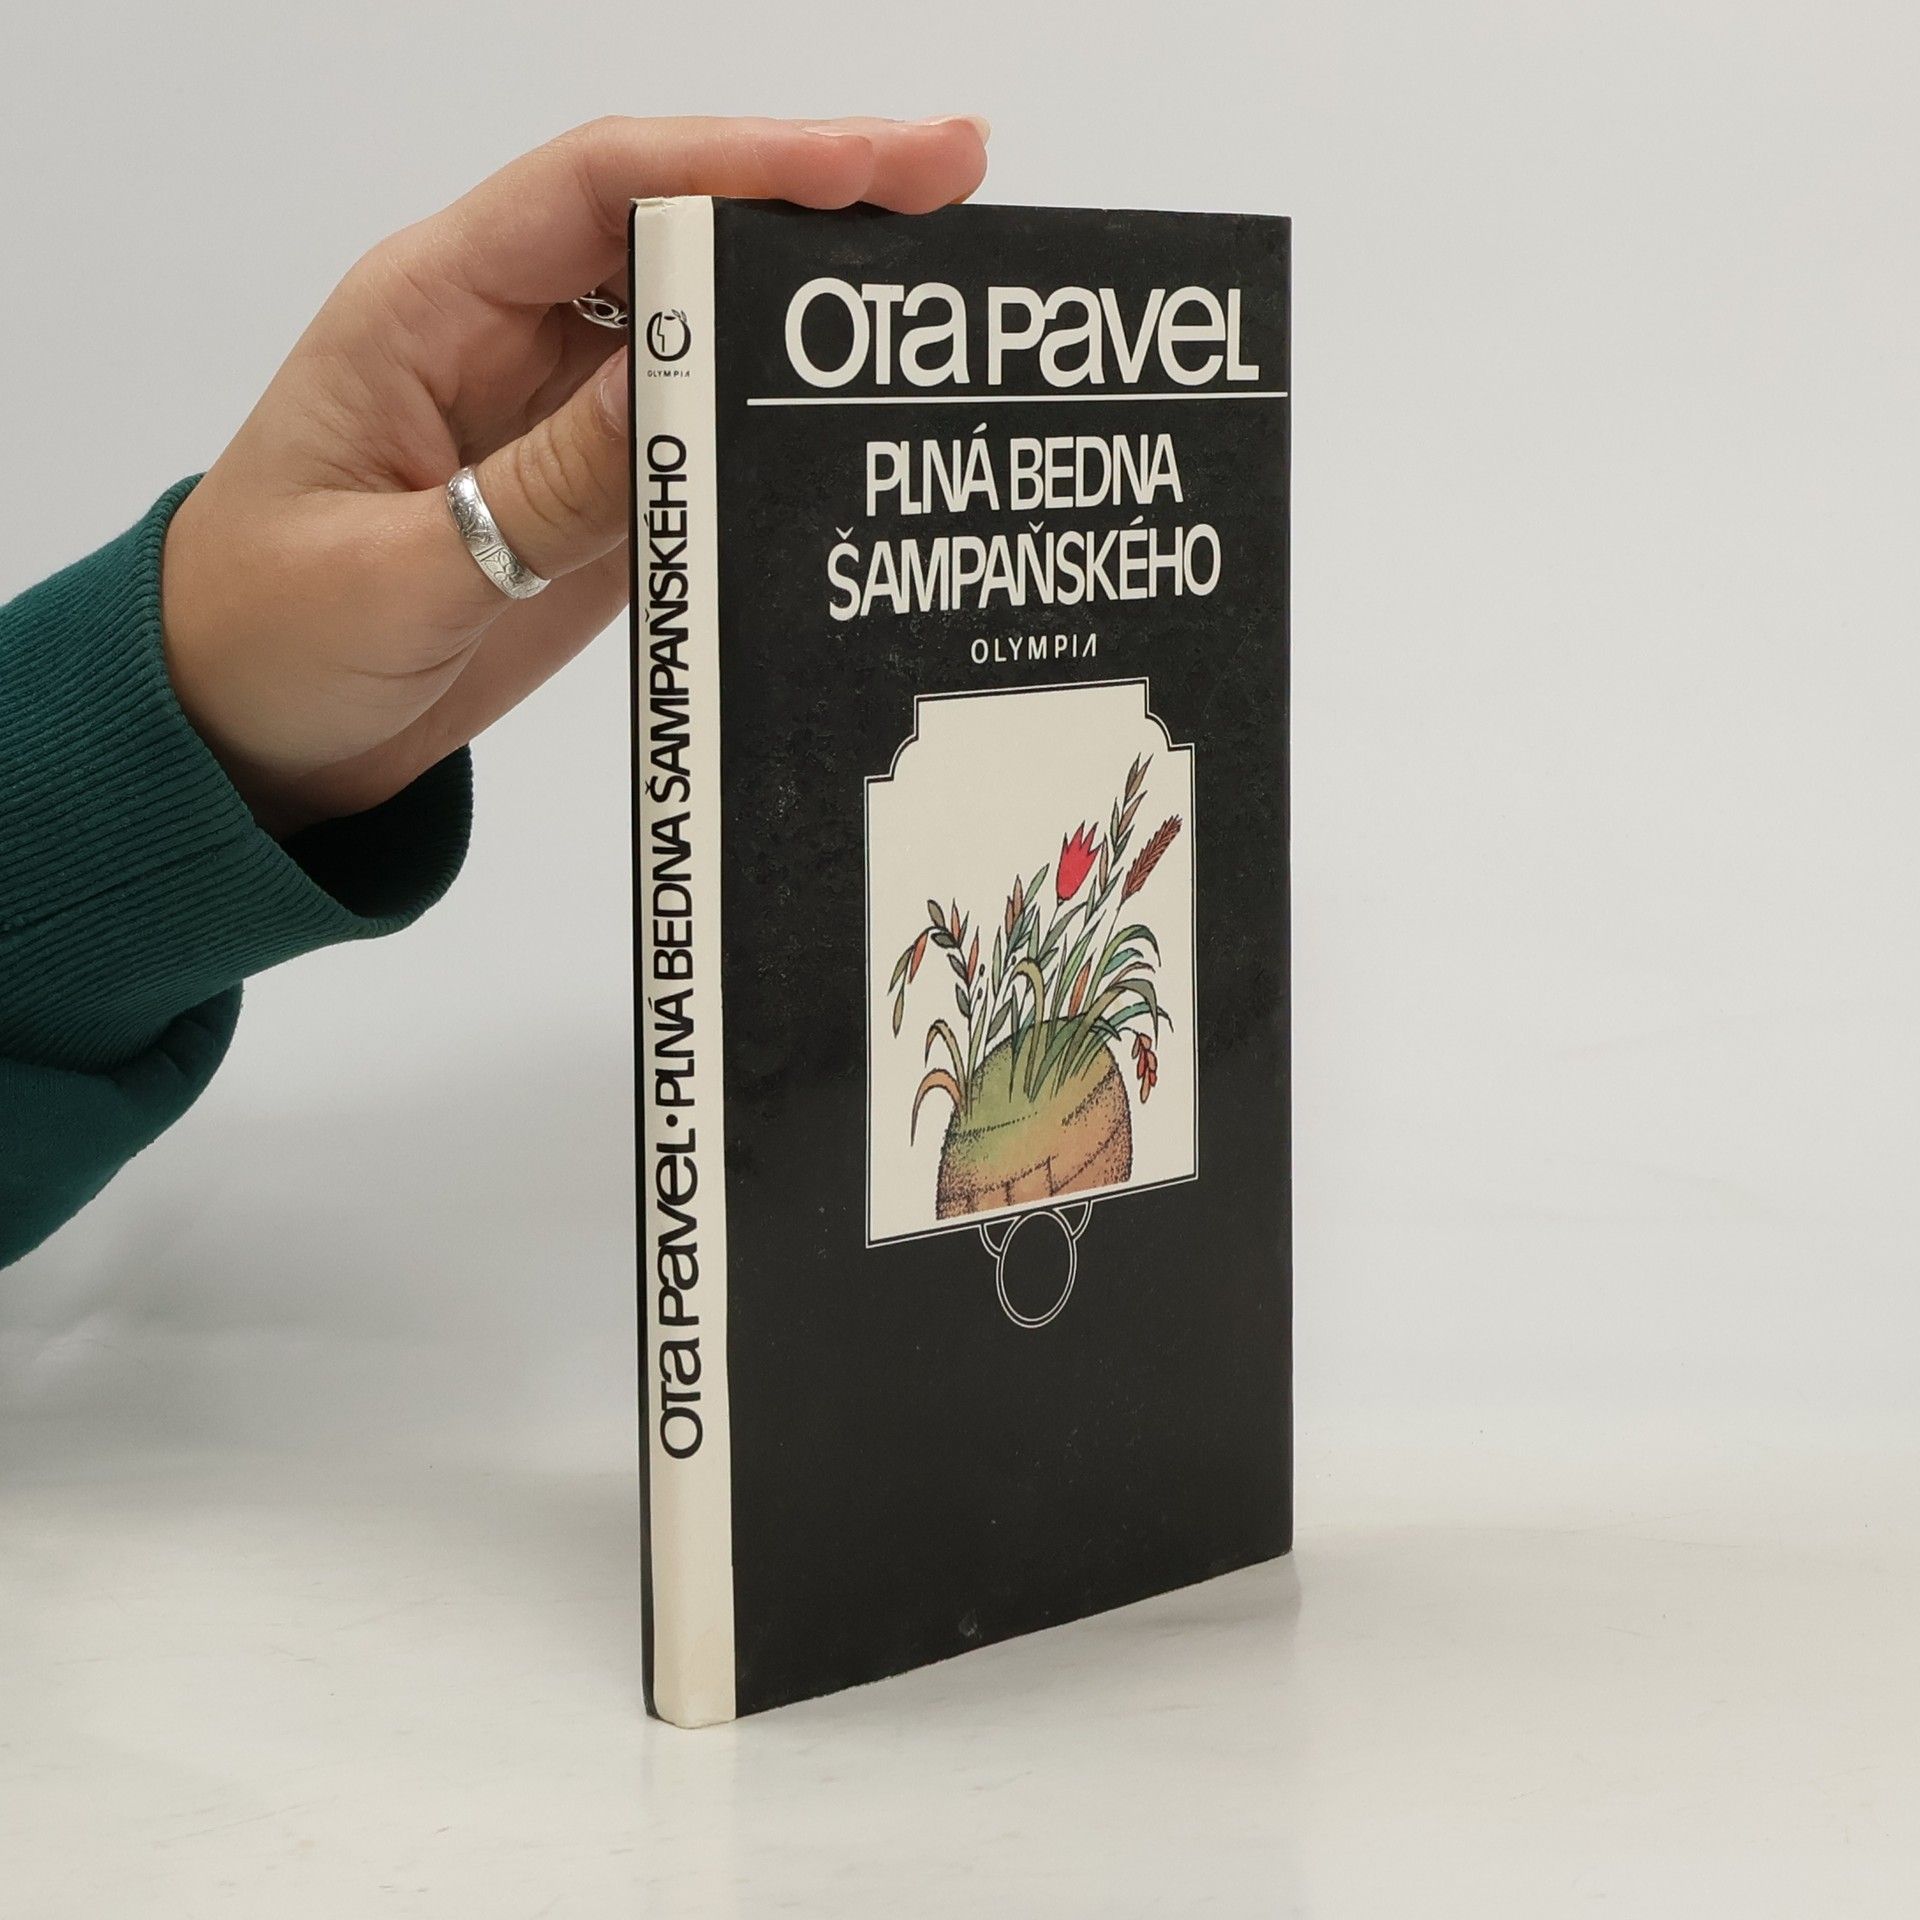 OLYMPIA
OTA PAVEL • PLNÁ BEDNA ŠAMPAŇSKÉHO
OTA PAVEL
PLNÁ BEDNA
ŠAMPAŇSKÉHO
OLYMPIA